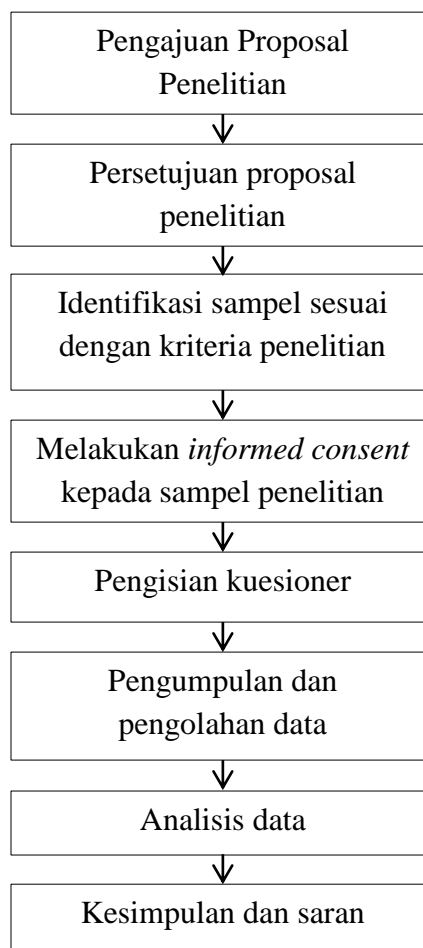 Pengajuan Proposal
Penelitian
Persetujuan proposal
penelitian
Identifikasi sampel sesuai
dengan kriteria penelitian
Melakukan informed consent
kepada sampel penelitian
Pengisian kuesioner
Pengumpulan dan
pengolahan data
Analisis data
Kesimpulan dan saran